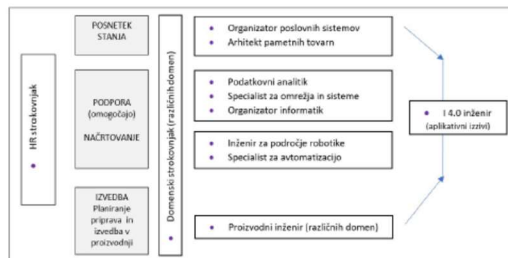 HR strokovnjak
POSNETEK
STANJA
PODPORA
(omogočajo)
NAČRTOVANJE
IZVEDBA
Planiranje
priprava in
izvedba v
proizvodnji
Domenski strokovnjak (različnih domen)
Organizator poslovnih sistemov
Arhitekt pametnih tovarn
Podatkovni analitik
Specialist za omrežja in sisteme
Organizator informatik
Inženir za področje robotike
Specialist za avtomatizacijo
Proizvodni inženir (različnih domen)
I 4.0 inženir
(aplikativni izzivi)